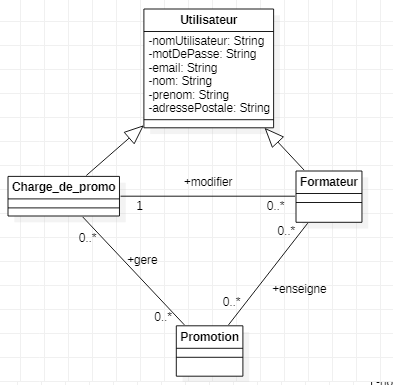 Utilisateur
-nomUtilisateur: String
-motDePasse: String
-email: String
-nom: String
-prenom: String
-adressePostale: String
Charge_de_promo
+modifier
Formateur
1
0..*
0..*
0..*
+gere
+enseigne
0..*
0..*
Promotion